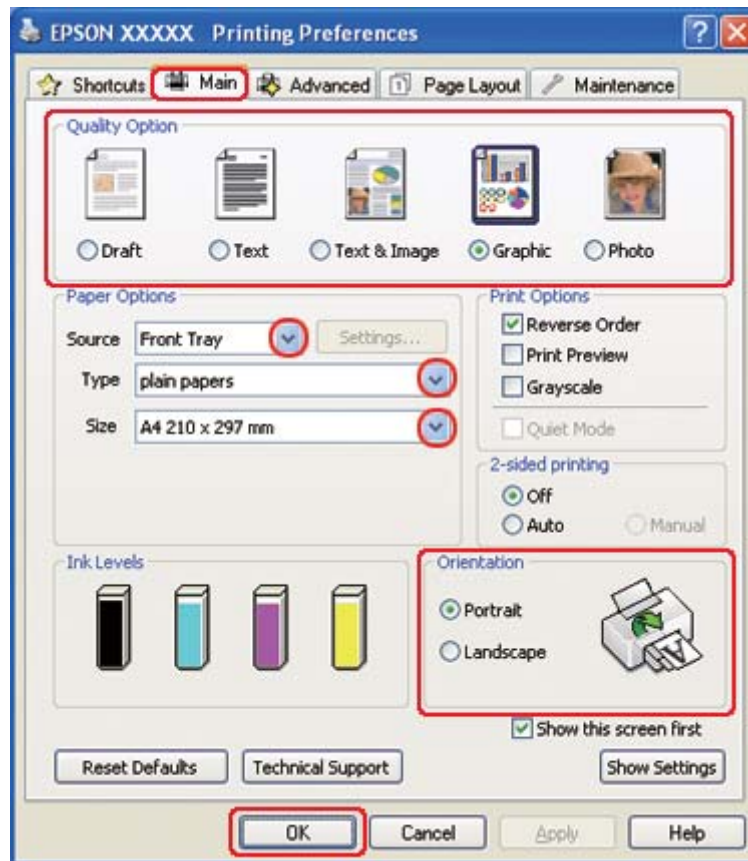 EPSON XXXXX Printing Preferences
Shortcuts Main Advanced Page Layout Maintenance
Quality Option
Draft Text Text & Image Graphic Photo
Paper Options
Source Front Tray Settings...
Type plain papers
Size A4 210 x 297 mm
Print Options
Reverse Order
Print Preview
Grayscale
Quiet Mode
2-sided printing
Off
Auto Manual
Ink Levels
Orientation
Portrait
Landscape
Show this screen first
Reset Defaults Technical Support Show Settings
OK Cancel Apply Help